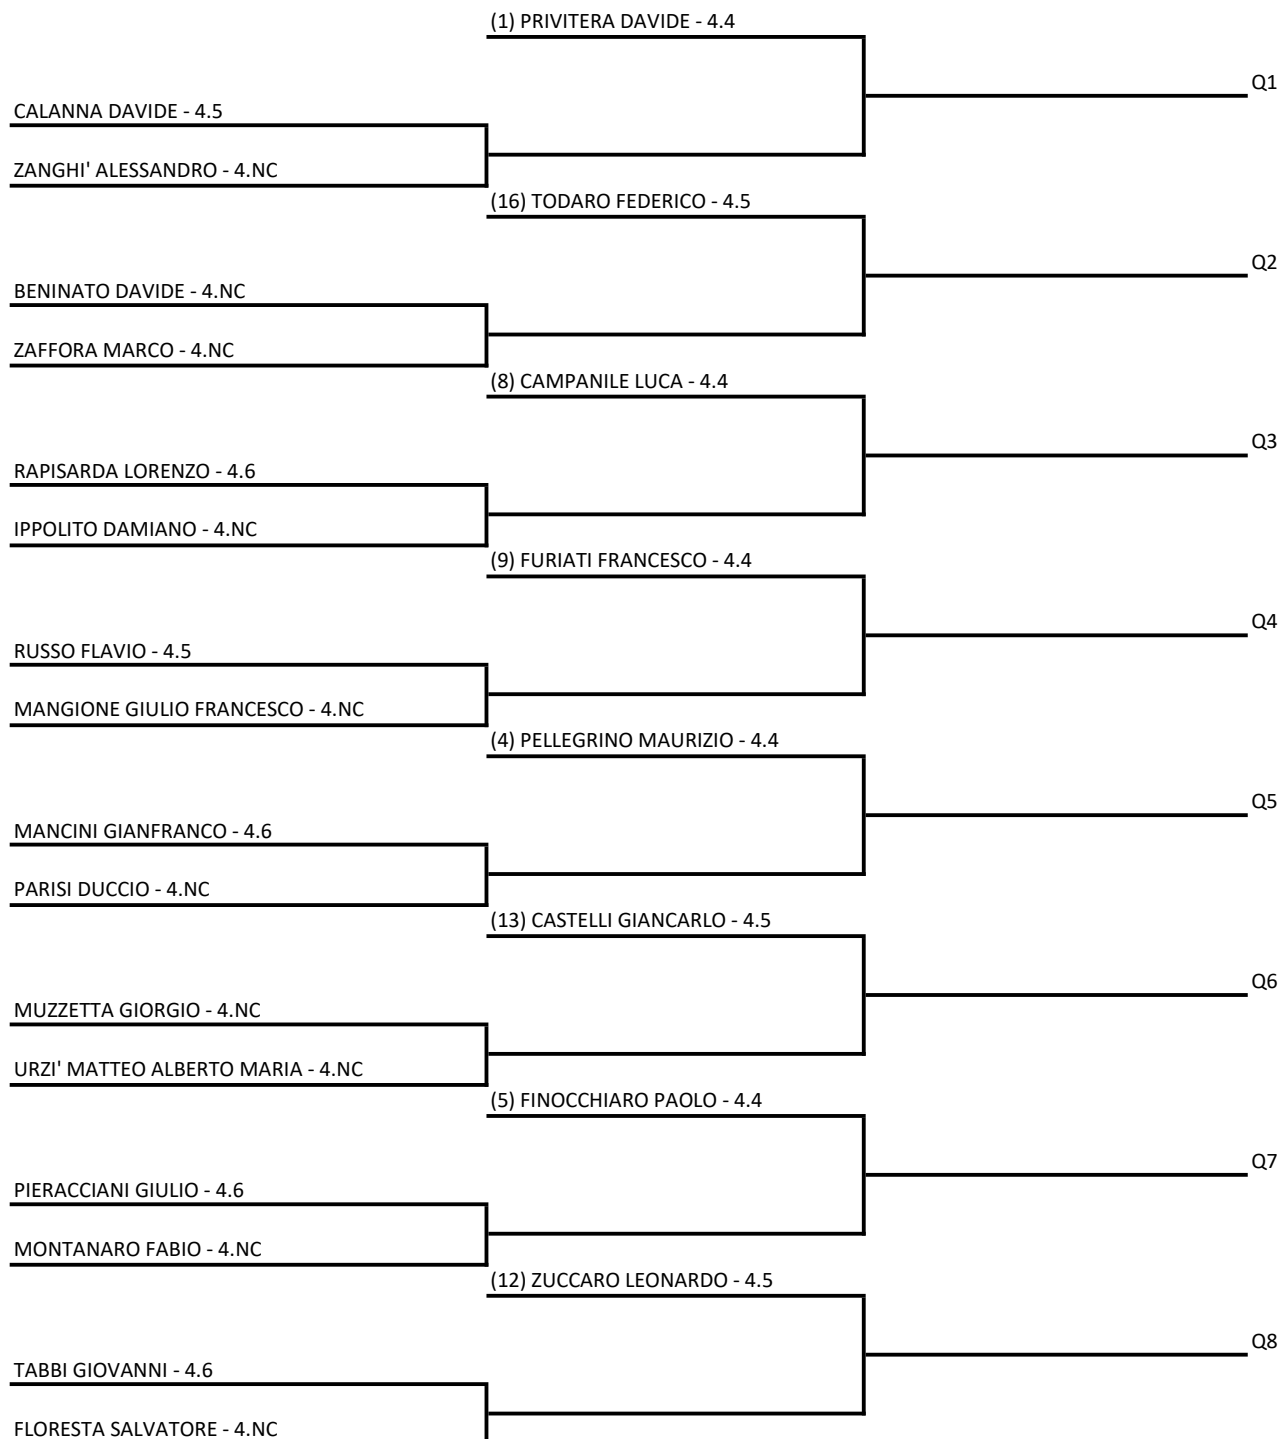 (1) PRIVITERA DAVIDE - 4.4
Q1
CALANNA DAVIDE - 4.5
ZANGHI' ALESSANDRO - 4.NC
(16) TODARO FEDERICO - 4.5
Q2
BENINATO DAVIDE - 4.NC
ZAFFORA MARCO - 4.NC
(8) CAMPANILE LUCA - 4.4
Q3
RAPISARDA LORENZO - 4.6
IPPOLITO DAMIANO - 4.NC
(9) FURIATI FRANCESCO - 4.4
Q4
RUSSO FLAVIO - 4.5
MANGIONE GIULIO FRANCESCO - 4.NC
(4) PELLEGRINO MAURIZIO - 4.4
Q5
MANCINI GIANFRANCO - 4.6
PARISI DUCCIO - 4.NC
(13) CASTELLI GIANCARLO - 4.5
Q6
MUZZETTA GIORGIO - 4.NC
URZI' MATTEO ALBERTO MARIA - 4.NC
(5) FINOCCHIARO PAOLO - 4.4
Q7
PIERACCIANI GIULIO - 4.6
MONTANARO FABIO - 4.NC
(12) ZUCCARO LEONARDO - 4.5
Q8
TABBI GIOVANNI - 4.6
FLORESTA SALVATORE - 4.NC